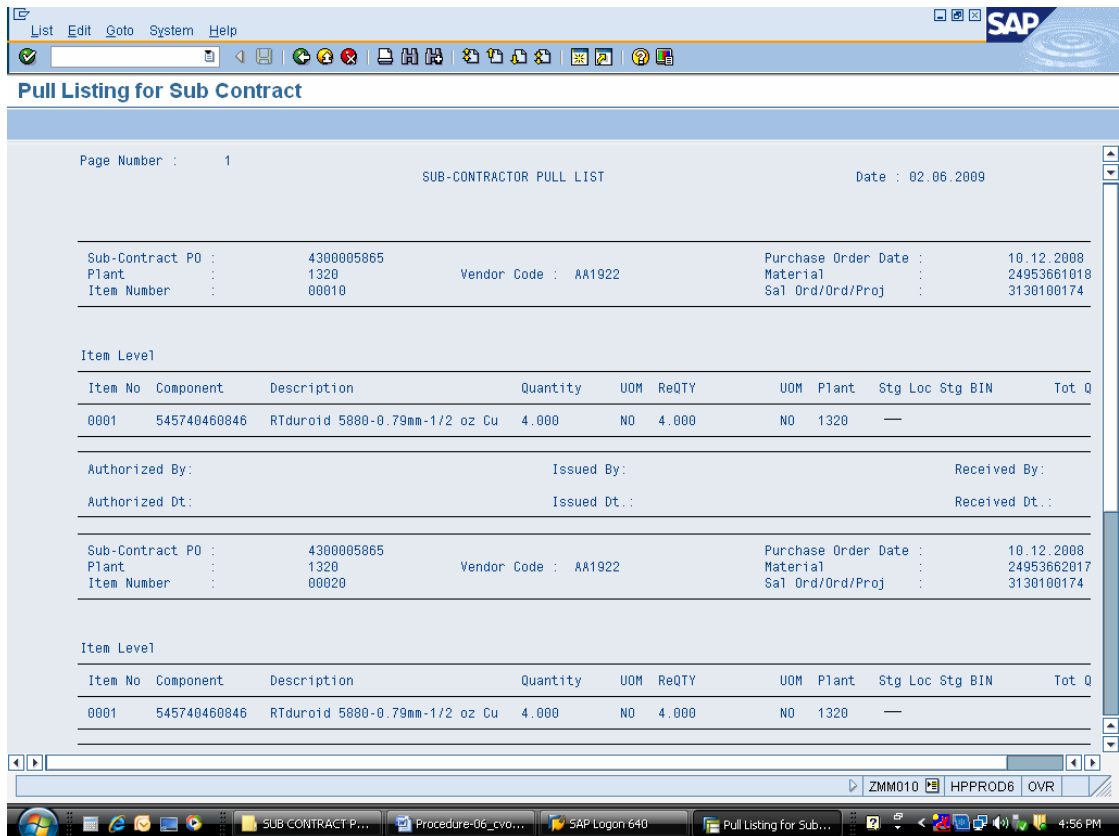 List Edit Goto System Help
SAP
Pull Listing for Sub Contract
Page Number : 1
SUB-CONTRACTOR PULL LIST Date : 02.06.2009
Sub-Contract PO : 4300005865 Purchase Order Date : 10.12.2008
Plant : 1320 Vendor Code : AA1922 Material : 24953661018
Item Number : 00010 Sal Ord/Ord/Proj : 3130100174
Item Level
Item No Component Description Quantity UOM ReQTY UOM Plant Stg Loc Stg BIN Tot Q
0001 545740460846 RTduroid 5880-0.79mm-1/2 oz Cu 4.000 NO 4.000 NO 1320 —
Authorized By: Issued By: Received By:
Authorized Dt: Issued Dt.: Received Dt.:
Sub-Contract PO : 4300005865 Purchase Order Date : 10.12.2008
Plant : 1320 Vendor Code : AA1922 Material : 24953662017
Item Number : 00020 Sal Ord/Ord/Proj : 3130100174
Item Level
Item No Component Description Quantity UOM ReQTY UOM Plant Stg Loc Stg BIN Tot Q
0001 545740460846 RTduroid 5880-0.79mm-1/2 oz Cu 4.000 NO 4.000 NO 1320 —
ZMM010 HPPROD6 OVR
SUB CONTRACT P... Procedure-06_cvo... SAP Logon 640 Pull Listing for Sub... 4:56 PM